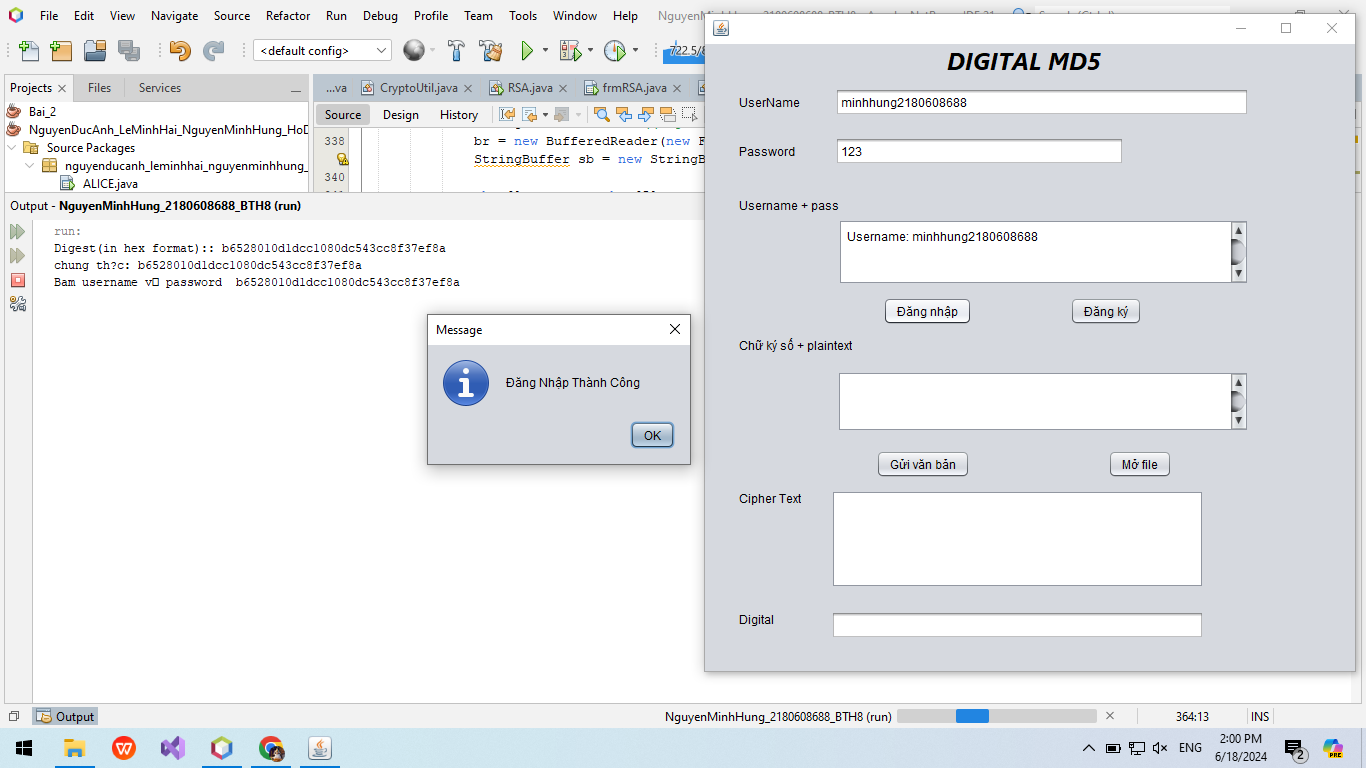 File Edit View Navigate Source Refactor Run Debug Profile Team Tools Window Help
<default config>
722.5/8
Projects Files Services
...va CryptoUtil.java RSA.java frmRSA.java
Source Design History
Bai_2
NguyenDucAnh_LeMinhHai_NguyenMinhHung_HoD
Source Packages
nguyenducanh_leminhhai_nguyenminhhung_
ALICE.java
338
br = new BufferedReader(new F
StringBuffer sb = new StringB
340
Output - NguyenMinhHung_2180608688_BTH8 (run)
run:
Digest(in hex format):: b6528010d1dcc1080dc543cc8f37ef8a
chung th?c: b6528010d1dcc1080dc543cc8f37ef8a
Bam username v□ password b6528010d1dcc1080dc543cc8f37ef8a
Message
Đăng Nhập Thành Công
OK
DIGITAL MD5
UserName minhhung2180608688
Password 123
Username + pass
Username: minhhung2180608688
Đăng nhập Đăng ký
Chữ ký số + plaintext
Gửi văn bản Mở file
Cipher Text
Digital
Output
NguyenMinhHung_2180608688_BTH8 (run)
364:13 INS
ENG
2:00 PM
6/18/2024
2
PRE